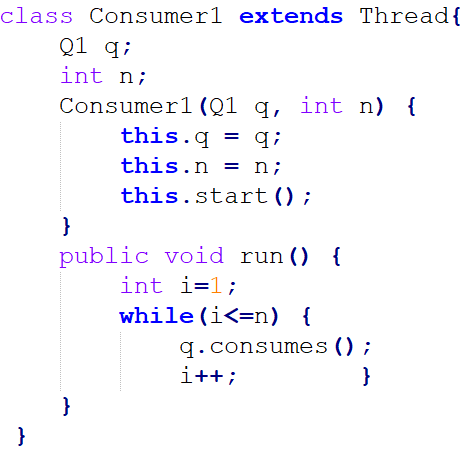 class Consumer1 extends Thread{
    Q1 q;
    int n;
    Consumer1(Q1 q, int n) {
        this.q = q;
        this.n = n;
        this.start();
    }
    public void run() {
        int i=1;
        while(i<=n) {
            q.consumes();
            i++;        }
    }
 }